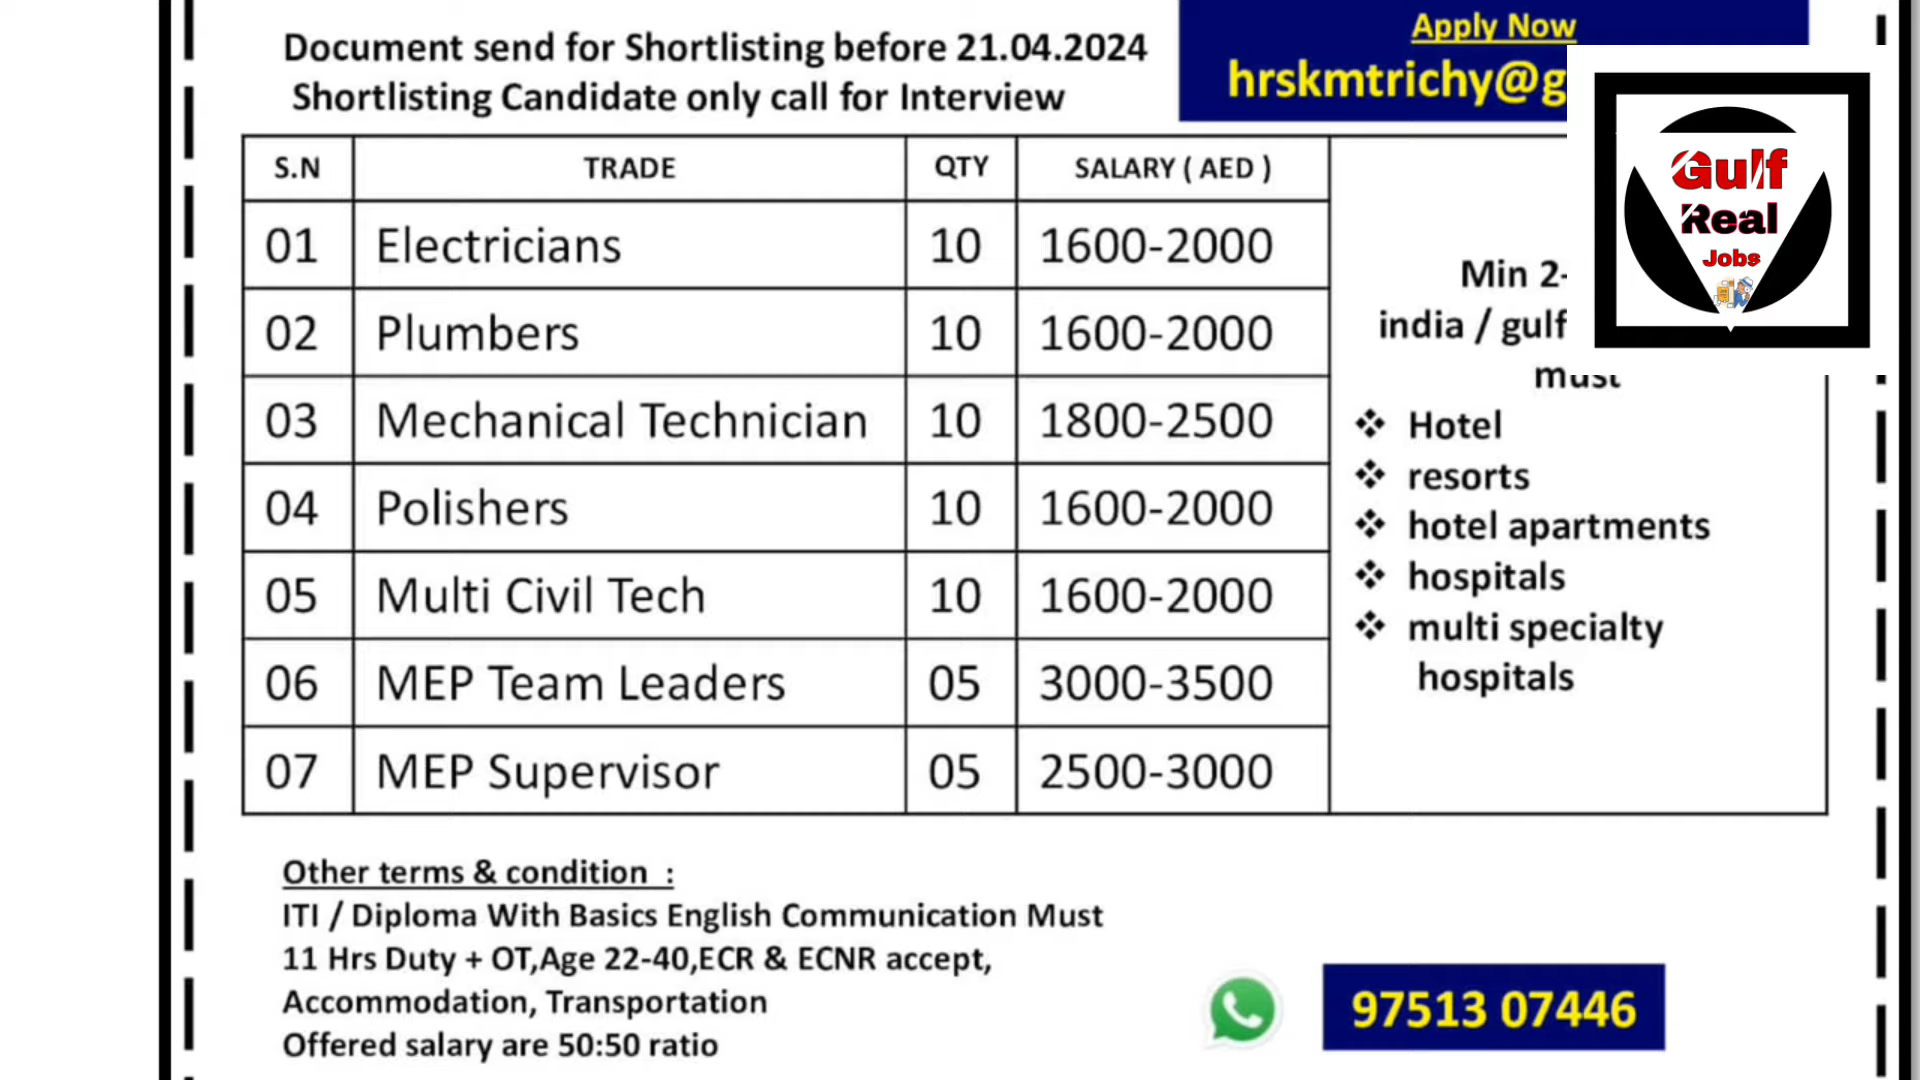 Document send for Shortlisting before 21.04.2024
Shortlisting Candidate only call for Interview
Apply Now
hrskmtrichy@g
S.N TRADE QTY SALARY ( AED )
01 Electricians 10 1600-2000
02 Plumbers 10 1600-2000
03 Mechanical Technician 10 1800-2500
04 Polishers 10 1600-2000
05 Multi Civil Tech 10 1600-2000
06 MEP Team Leaders 05 3000-3500
07 MEP Supervisor 05 2500-3000
Min 2-
india / gulf
must
❖ Hotel
❖ resorts
❖ hotel apartments
❖ hospitals
❖ multi specialty
hospitals
Gulf
Real
Jobs
Other terms & condition :
ITI / Diploma With Basics English Communication Must
11 Hrs Duty + OT,Age 22-40,ECR & ECNR accept,
Accommodation, Transportation
Offered salary are 50:50 ratio
97513 07446